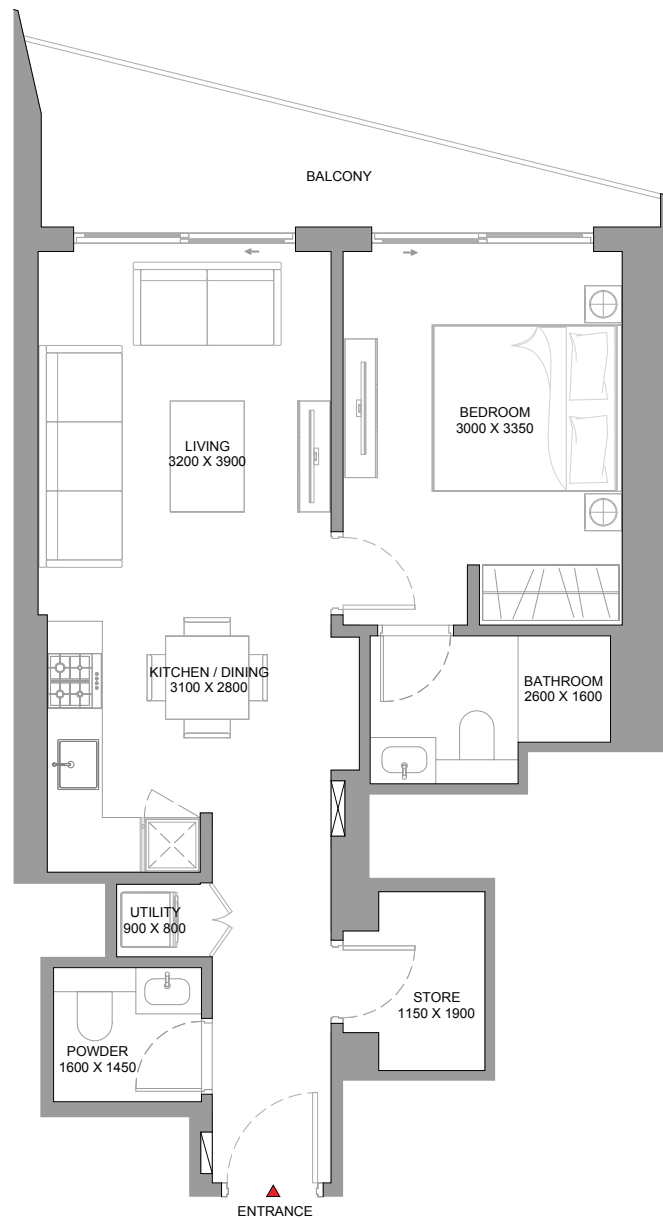 BALCONY
LIVING
3200 X 3900
BEDROOM
3000 X 3350
KITCHEN / DINING
3100 X 2800
BATHROOM
2600 X 1600
UTILITY
900 X 800
STORE
1150 X 1900
POWDER
1600 X 1450
ENTRANCE